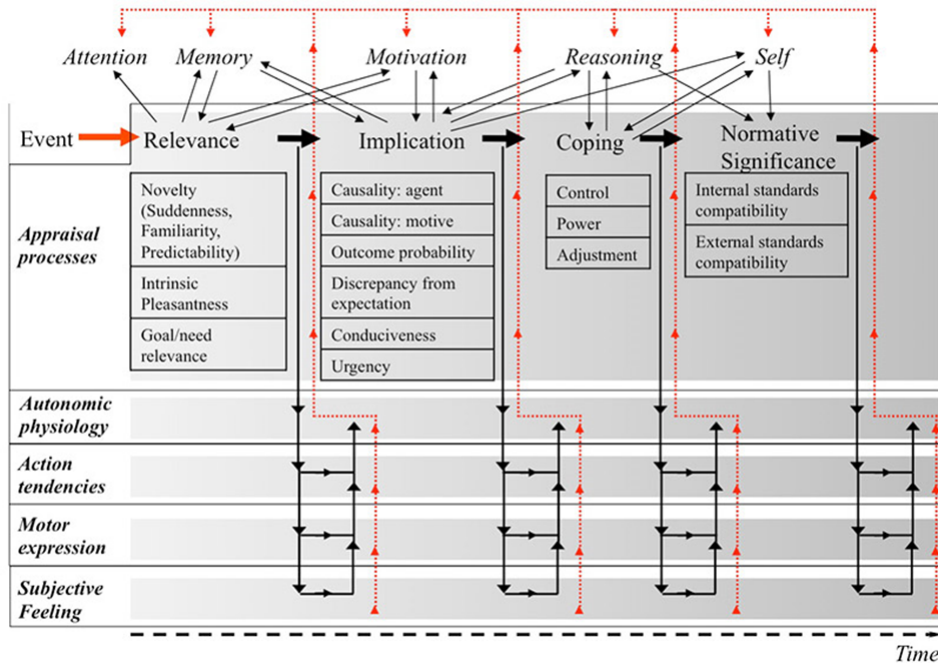 Attention Memory Motivation Reasoning Self
Event Relevance Implication Coping Normative
Significance
Appraisal
processes
Novelty
(Suddenness,
Familiarity,
Predictability)
Intrinsic
Pleasantness
Goal/need
relevance
Causality: agent
Causality: motive
Outcome probability
Discrepancy from
expectation
Conduciveness
Urgency
Control
Power
Adjustment
Internal standards
compatibility
External standards
compatibility
Autonomic
physiology
Action
tendencies
Motor
expression
Subjective
Feeling
Time